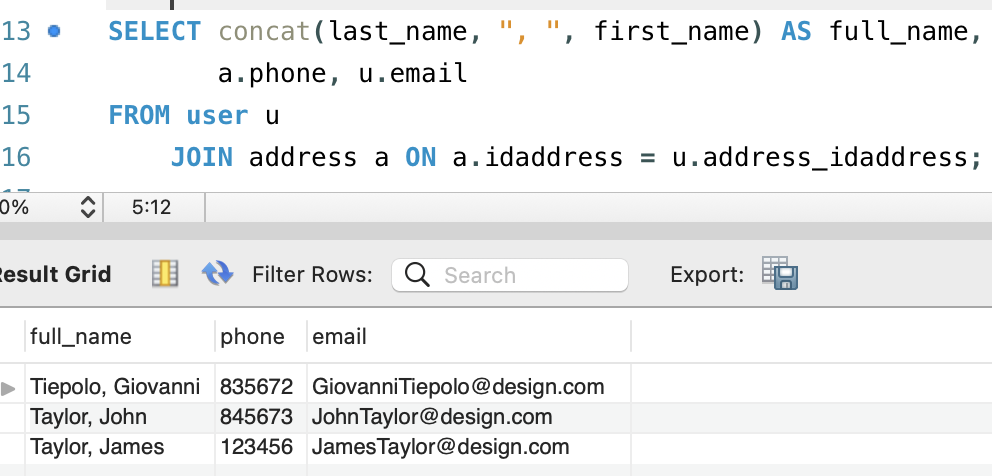 13 SELECT concat(last_name, ", ", first_name) AS full_name,
14 a.phone, u.email
15 FROM user u
16 JOIN address a ON a.idaddress = u.address_idaddress;
0% 5:12
esult Grid Filter Rows: Search Export:
full_name phone email
Tiepolo, Giovanni 835672 GiovanniTiepolo@design.com
Taylor, John 845673 JohnTaylor@design.com
Taylor, James 123456 JamesTaylor@design.com